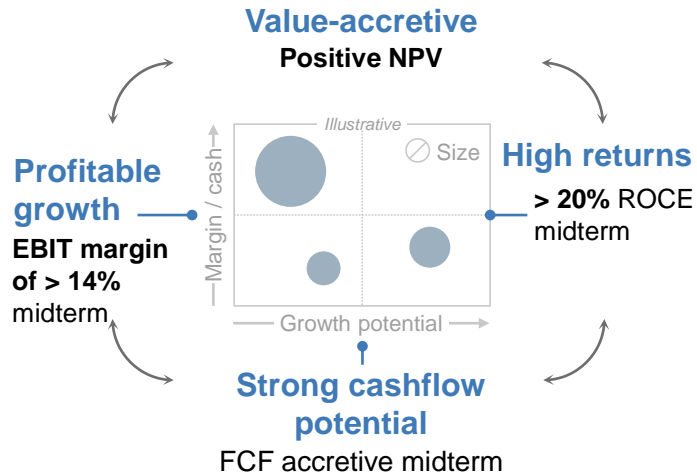 Value-accretive
Positive NPV
Illustrative
Size
Margin / cash
Growth potential
Profitable
growth
EBIT margin
of > 14%
midterm
High returns
> 20% ROCE
midterm
Strong cashflow
potential
FCF accretive midterm